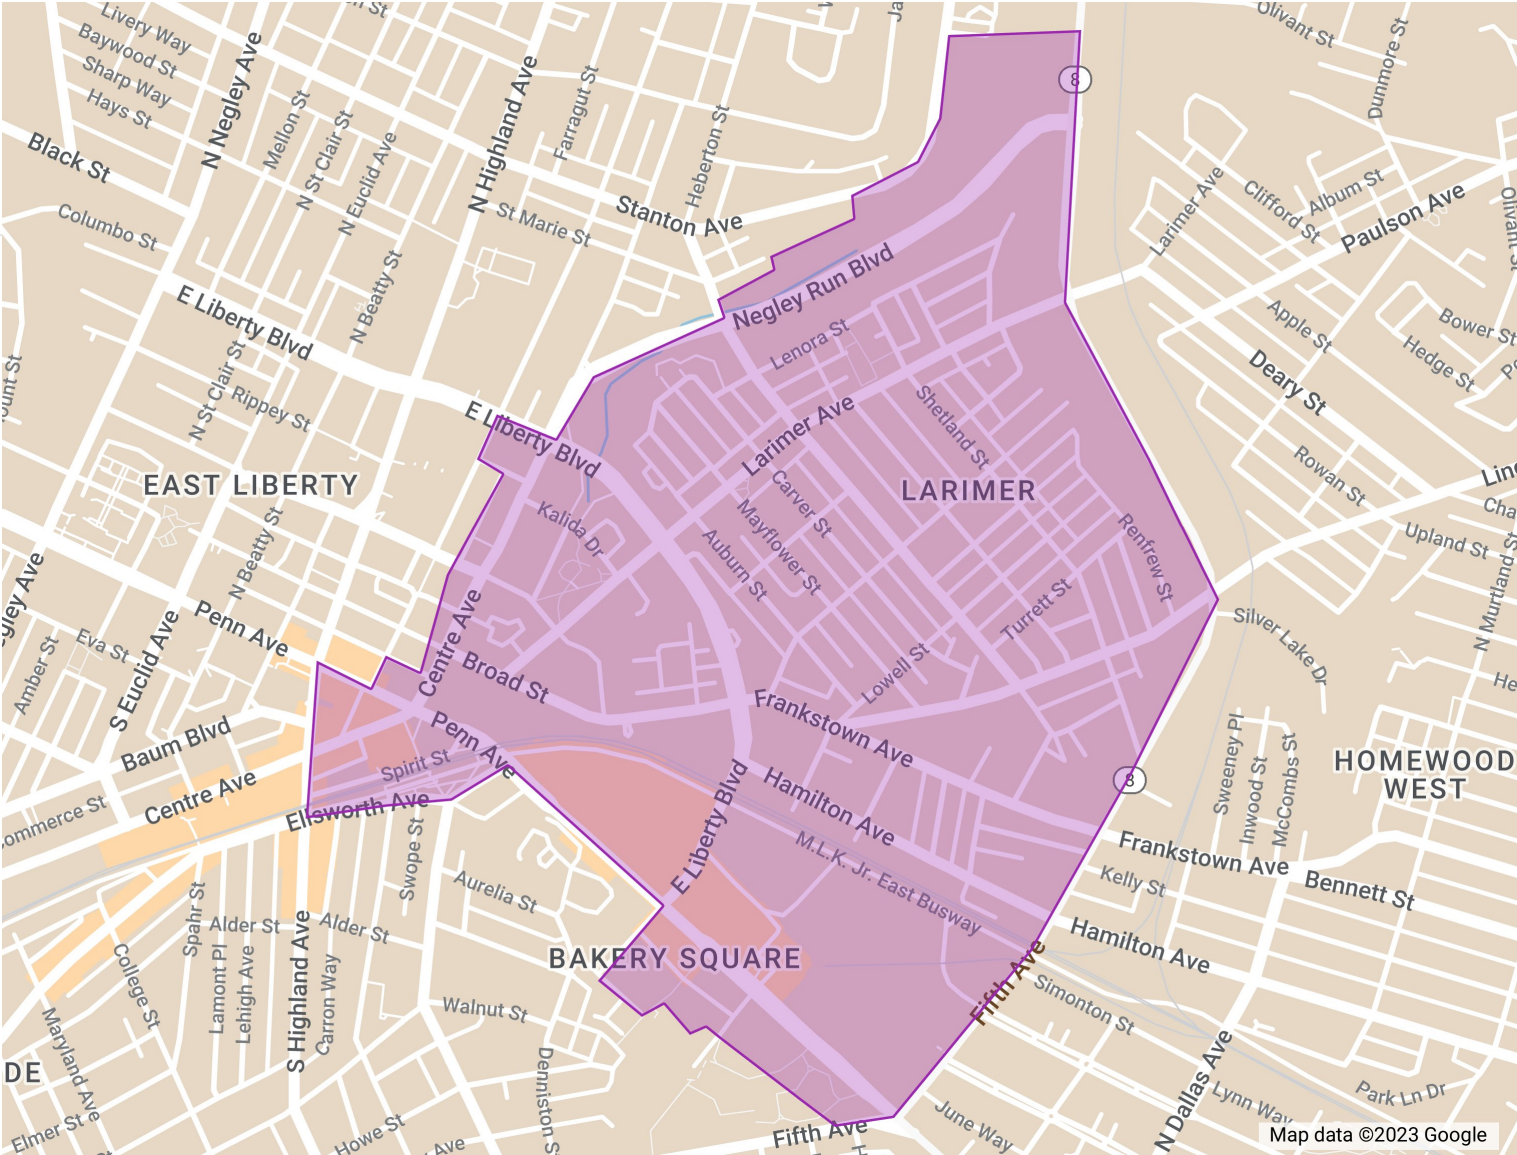 Livery Way
Baywood St
Sharp Way
Hays St
Black St
N Negley Ave
Mellon St
N St Clair St
N Euclid Ave
N Highland Ave
Farragut St
Heberton St
Olivant St
Dunmore St
Columbo St
St Marie St
Stanton Ave
8
Larimer Ave
Clifford St
Album St
Paulson Ave
Olivant St
N Beatty St
E Liberty Blvd
Negley Run Blvd
Lenora St
Apple St
Bower St
Hedge St
Deary St
N St Clair St
Rippey St
E Liberty Blvd
Larimer Ave
Shetland St
Rowan St
EAST LIBERTY
LARIMER
Kalida Dr
Carver St
Mayflower St
Auburn St
Renfrew St
Upland St
N Murtland St
N Beatty St
Penn Ave
Eva St
Amber St
S Euclid Ave
Centre Ave
Broad St
Turrett St
Lowell St
Silver Lake Dr
Baum Blvd
Centre Ave
Penn Ave
Spirit St
Ellsworth Ave
Frankstown Ave
Hamilton Ave
E Liberty Blvd
M.L.K. Jr. East Busway
8
Sweeney Pl
Inwood St
McCombs St
HOMEWOOD
WEST
Frankstown Ave
Bennett St
Kelly St
Hamilton Ave
Swope St
Aurelia St
Spahr St
Alder St
Alder St
BAKERY SQUARE
Fifth Ave
Simonton St
College St
Lamont Pl
Lehigh Ave
S Highland Ave
Carron Way
Walnut St
Maryland Ave
DE
Elmer St
Howe St
Denniston S
Fifth Ave
June Way
N Dallas Ave
Lynn Way
Park Ln Dr
Map data ©2023 Google